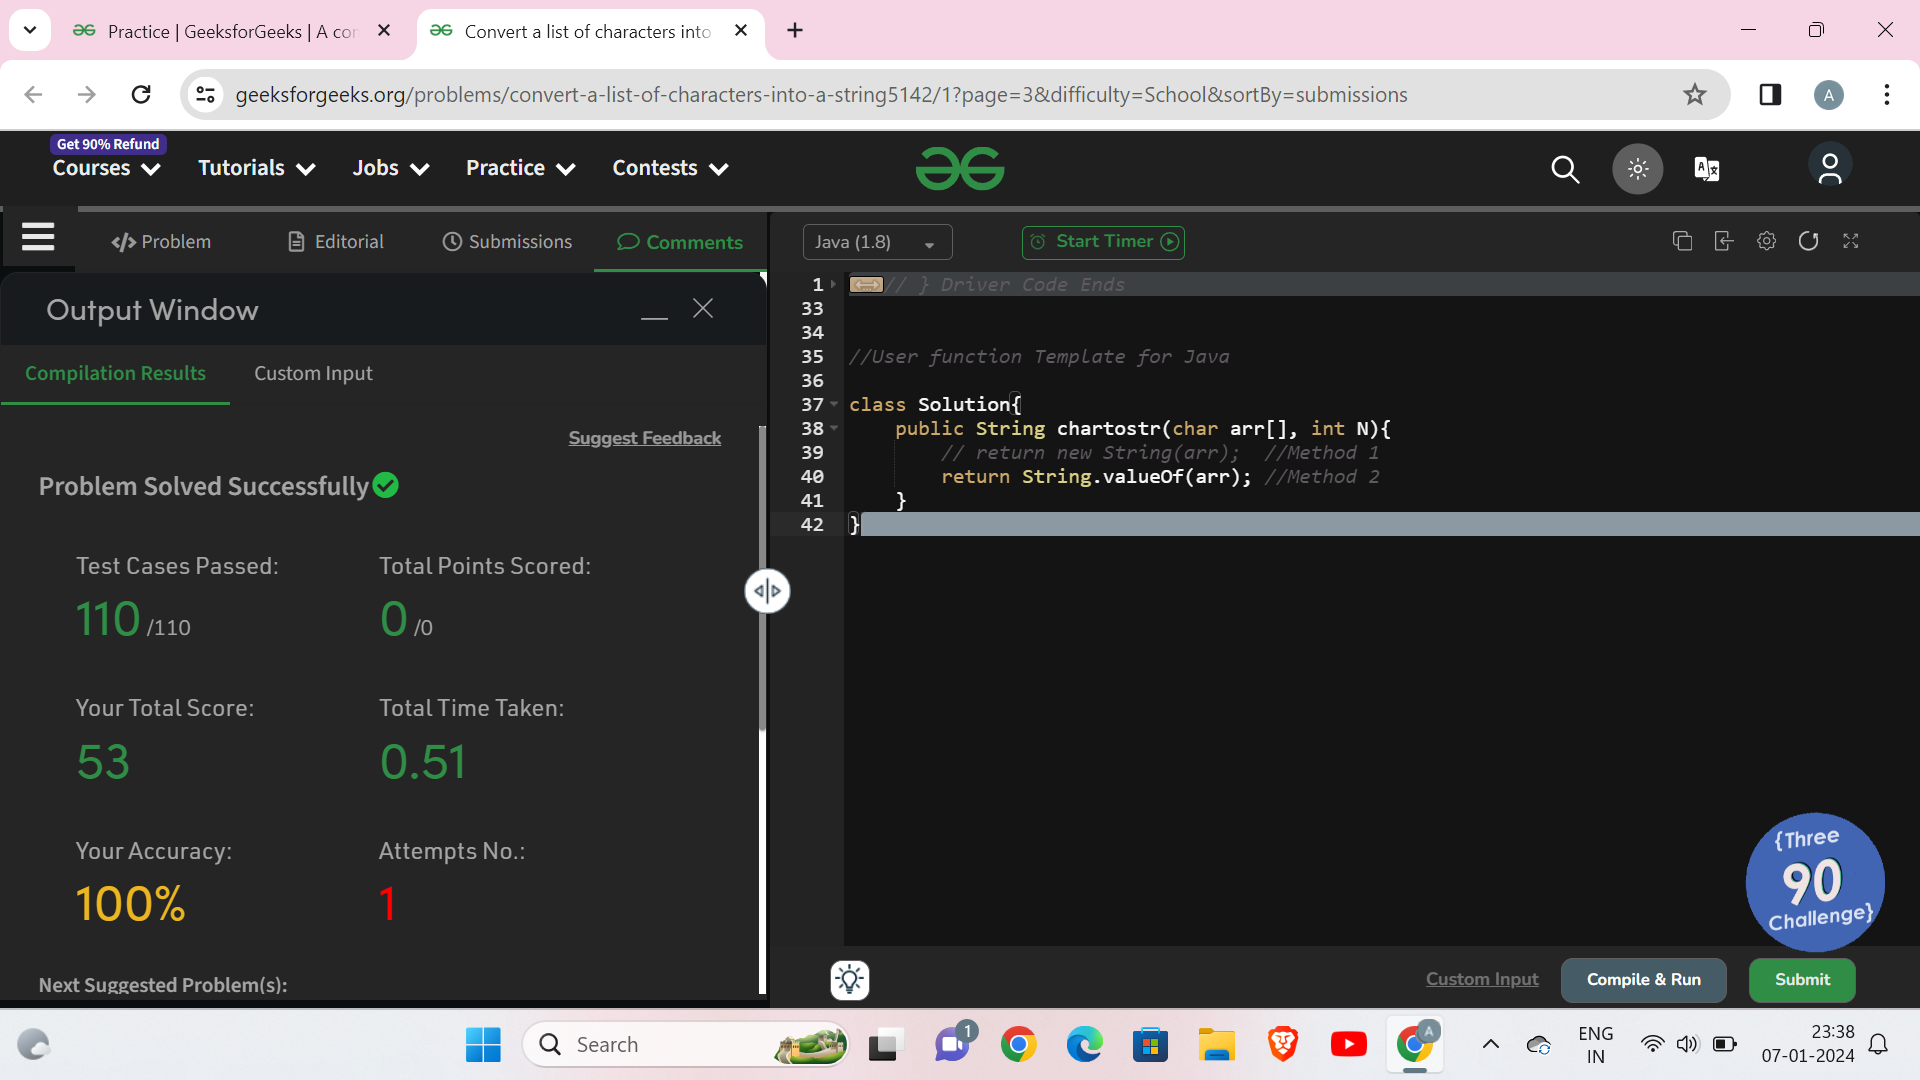 Practice | GeeksforGeeks | A cor
Convert a list of characters into
geeksforgeeks.org/problems/convert-a-list-of-characters-into-a-string5142/1?page=3&difficulty=School&sortBy=submissions
A
Get 90% Refund
Courses Tutorials Jobs Practice Contests
Problem Editorial Submissions Comments
Java (1.8) Start Timer
Output Window
Compilation Results Custom Input
Suggest Feedback
Problem Solved Successfully
Test Cases Passed: Total Points Scored:
110 /110 0 /0
Your Total Score: Total Time Taken:
53 0.51
Your Accuracy: Attempts No.:
100% 1
Next Suggested Problem(s):
1 // } Driver Code Ends
33
34
35 //User function Template for Java
36
37 class Solution{
38 public String chartostr(char arr[], int N){
39 // return new String(arr); //Method 1
40 return String.valueOf(arr); //Method 2
41 }
42 }
{Three
90
Challenge}
Custom Input Compile & Run Submit
Search
1
A
ENG
IN
23:38
07-01-2024